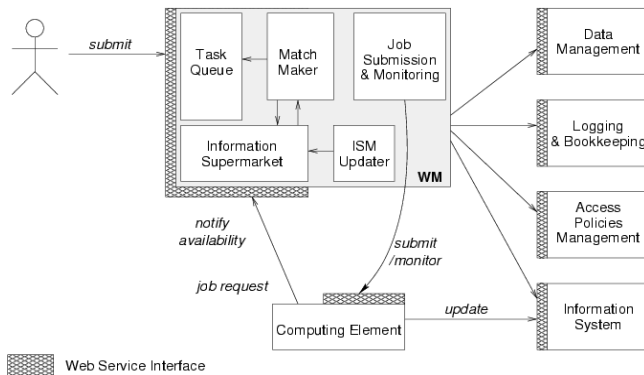 submit
Task
Queue
Match
Maker
Job
Submission
& Monitoring
Information
Supermarket
ISM
Updater
WM
Data
Management
Logging
& Bookkeeping
Access
Policies
Management
Information
System
notify
availability
job request
submit
/monitor
Computing Element
update
Web Service Interface